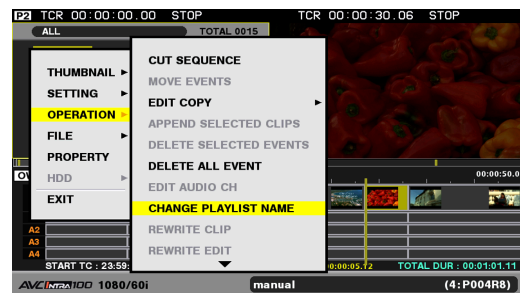 P2 TCR 00:00:00.00 STOP TCR 00:00:30.06 STOP
ALL TOTAL 0015
THUMBNAIL
SETTING
OPERATION
FILE
PROPERTY
HDD
EXIT
CUT SEQUENCE
MOVE EVENTS
EDIT COPY
APPEND SELECTED CLIPS
DELETE SELECTED EVENTS
DELETE ALL EVENT
EDIT AUDIO CH
CHANGE PLAYLIST NAME
REWRITE CLIP
REWRITE EDIT
00:00:50.0
A2
A3
A4
START TC : 23:59: 0:00:05.12 TOTAL DUR : 00:01:01.11
AVC INTRA 100 1080/60i manual (4:P004R8)